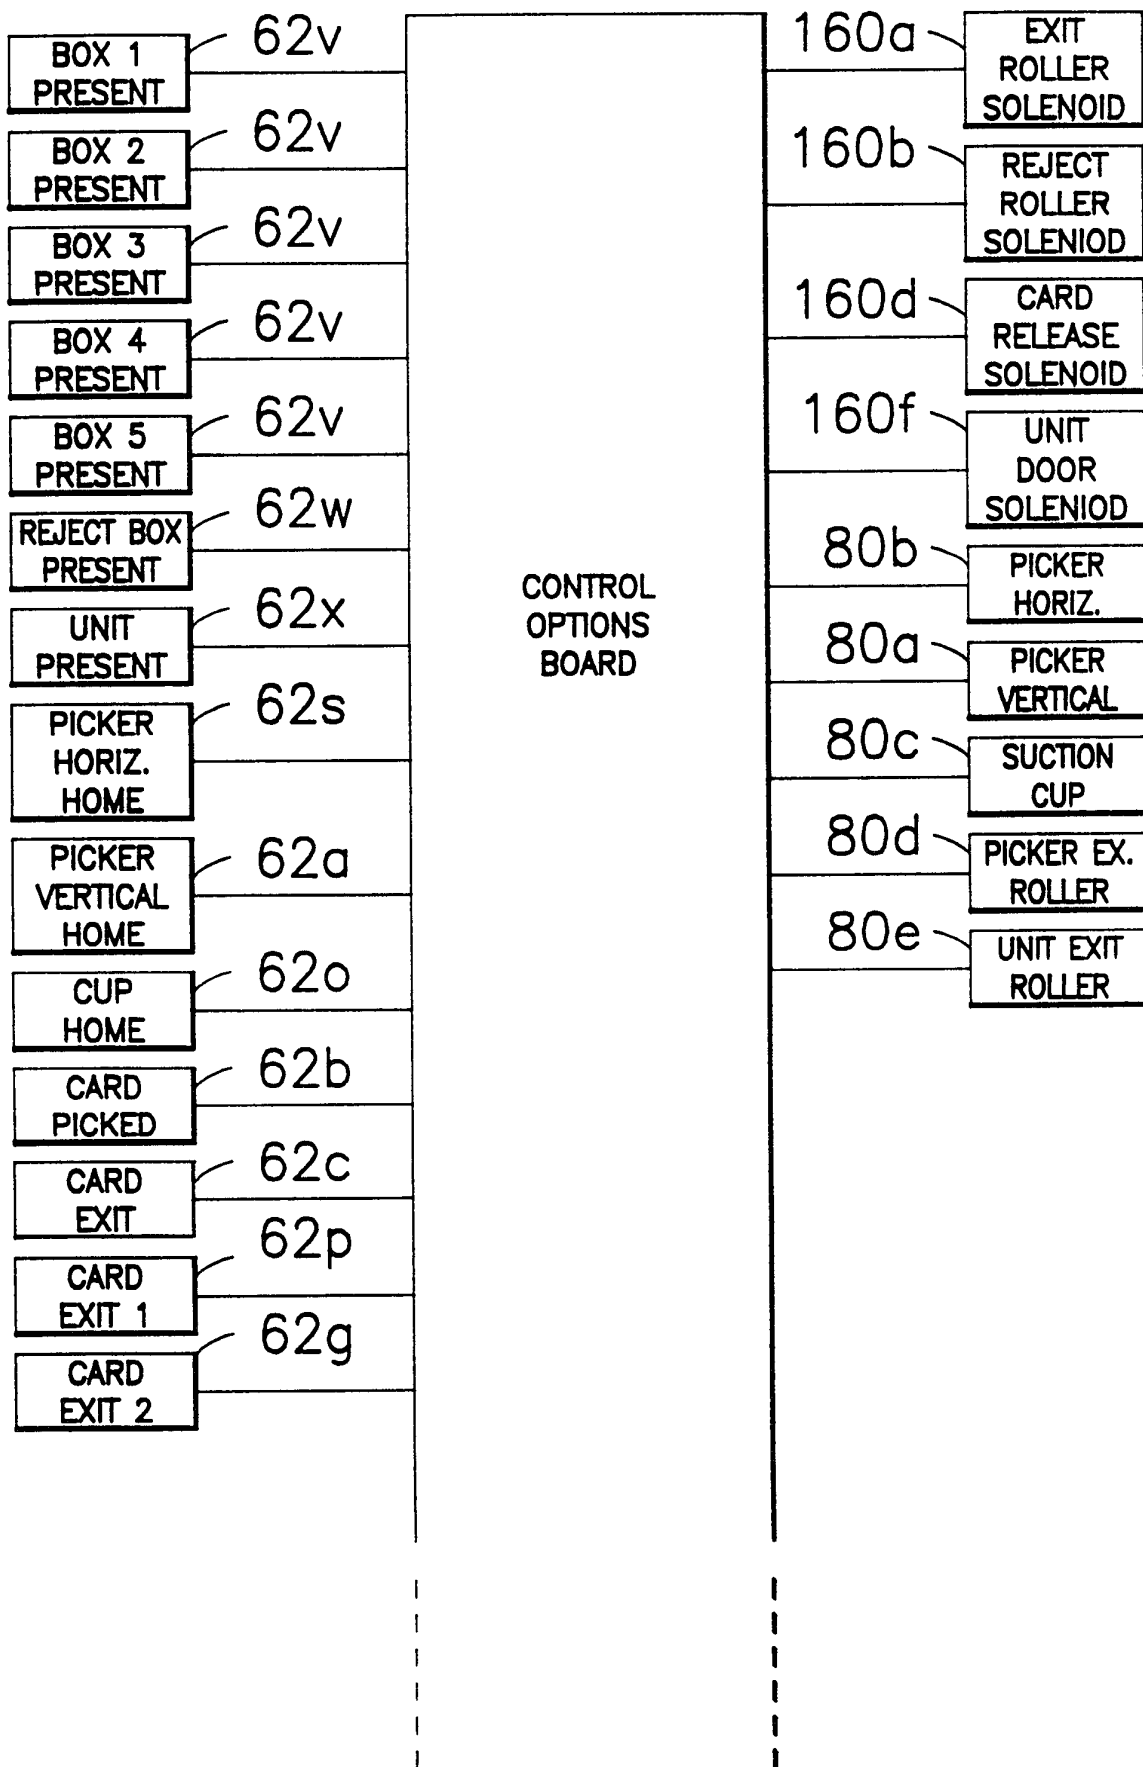 BOX 1
PRESENT
62v
BOX 2
PRESENT
62v
BOX 3
PRESENT
62v
BOX 4
PRESENT
62v
BOX 5
PRESENT
62v
REJECT BOX
PRESENT
62w
UNIT
PRESENT
62x
PICKER
HORIZ.
HOME
62s
PICKER
VERTICAL
HOME
62a
CUP
HOME
62o
CARD
PICKED
62b
CARD
EXIT
62c
CARD
EXIT 1
62p
CARD
EXIT 2
62g
CONTROL
OPTIONS
BOARD
160a
EXIT
ROLLER
SOLENOID
160b
REJECT
ROLLER
SOLENIOD
160d
CARD
RELEASE
SOLENOID
160f
UNIT
DOOR
SOLENIOD
80b
PICKER
HORIZ.
80a
PICKER
VERTICAL
80c
SUCTION
CUP
80d
PICKER EX.
ROLLER
80e
UNIT EXIT
ROLLER